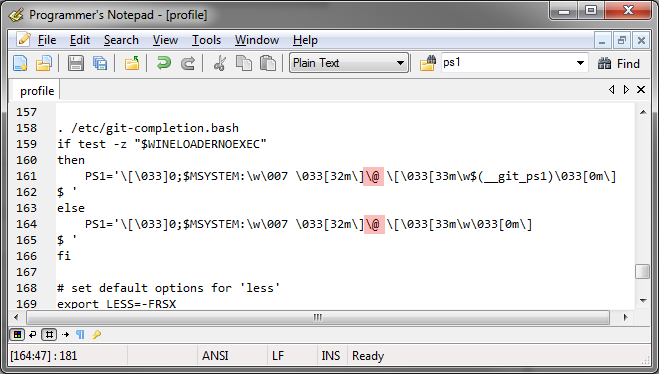 Programmer's Notepad - [profile]
File Edit Search View Tools Window Help
Plain Text ps1 Find
profile
157
158 . /etc/git-completion.bash
159 if test -z "$WINELOADERNOEXEC"
160 then
161 PS1='\[\033]0;$MSYSTEM:\w\007 \033[32m\]\@ \[\033[33m\w$(__git_ps1)\033[0m\]
162 $ '
163 else
164 PS1='\[\033]0;$MSYSTEM:\w\007 \033[32m\]\@ \[\033[33m\w\033[0m\]
165 $ '
166 fi
167
168 # set default options for 'less'
169 export LESS=-FRSX
[164:47] : 181 ANSI LF INS Ready